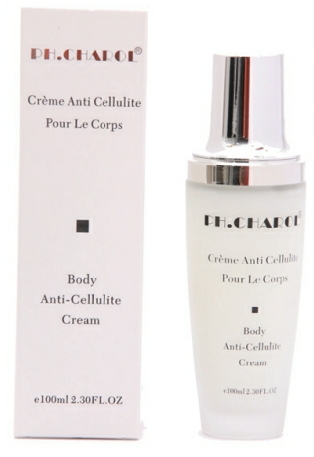 PH.CHAROL®
Crème Anti Cellulite
Pour Le Corps
Body
Anti-Cellulite
Cream
e100ml 2.30FL.OZ
PH.CHAROL®
Crème Anti Cellulite
Pour Le Corps
Body
Anti-Cellulite
Cream
e100ml 2.30FL.OZ